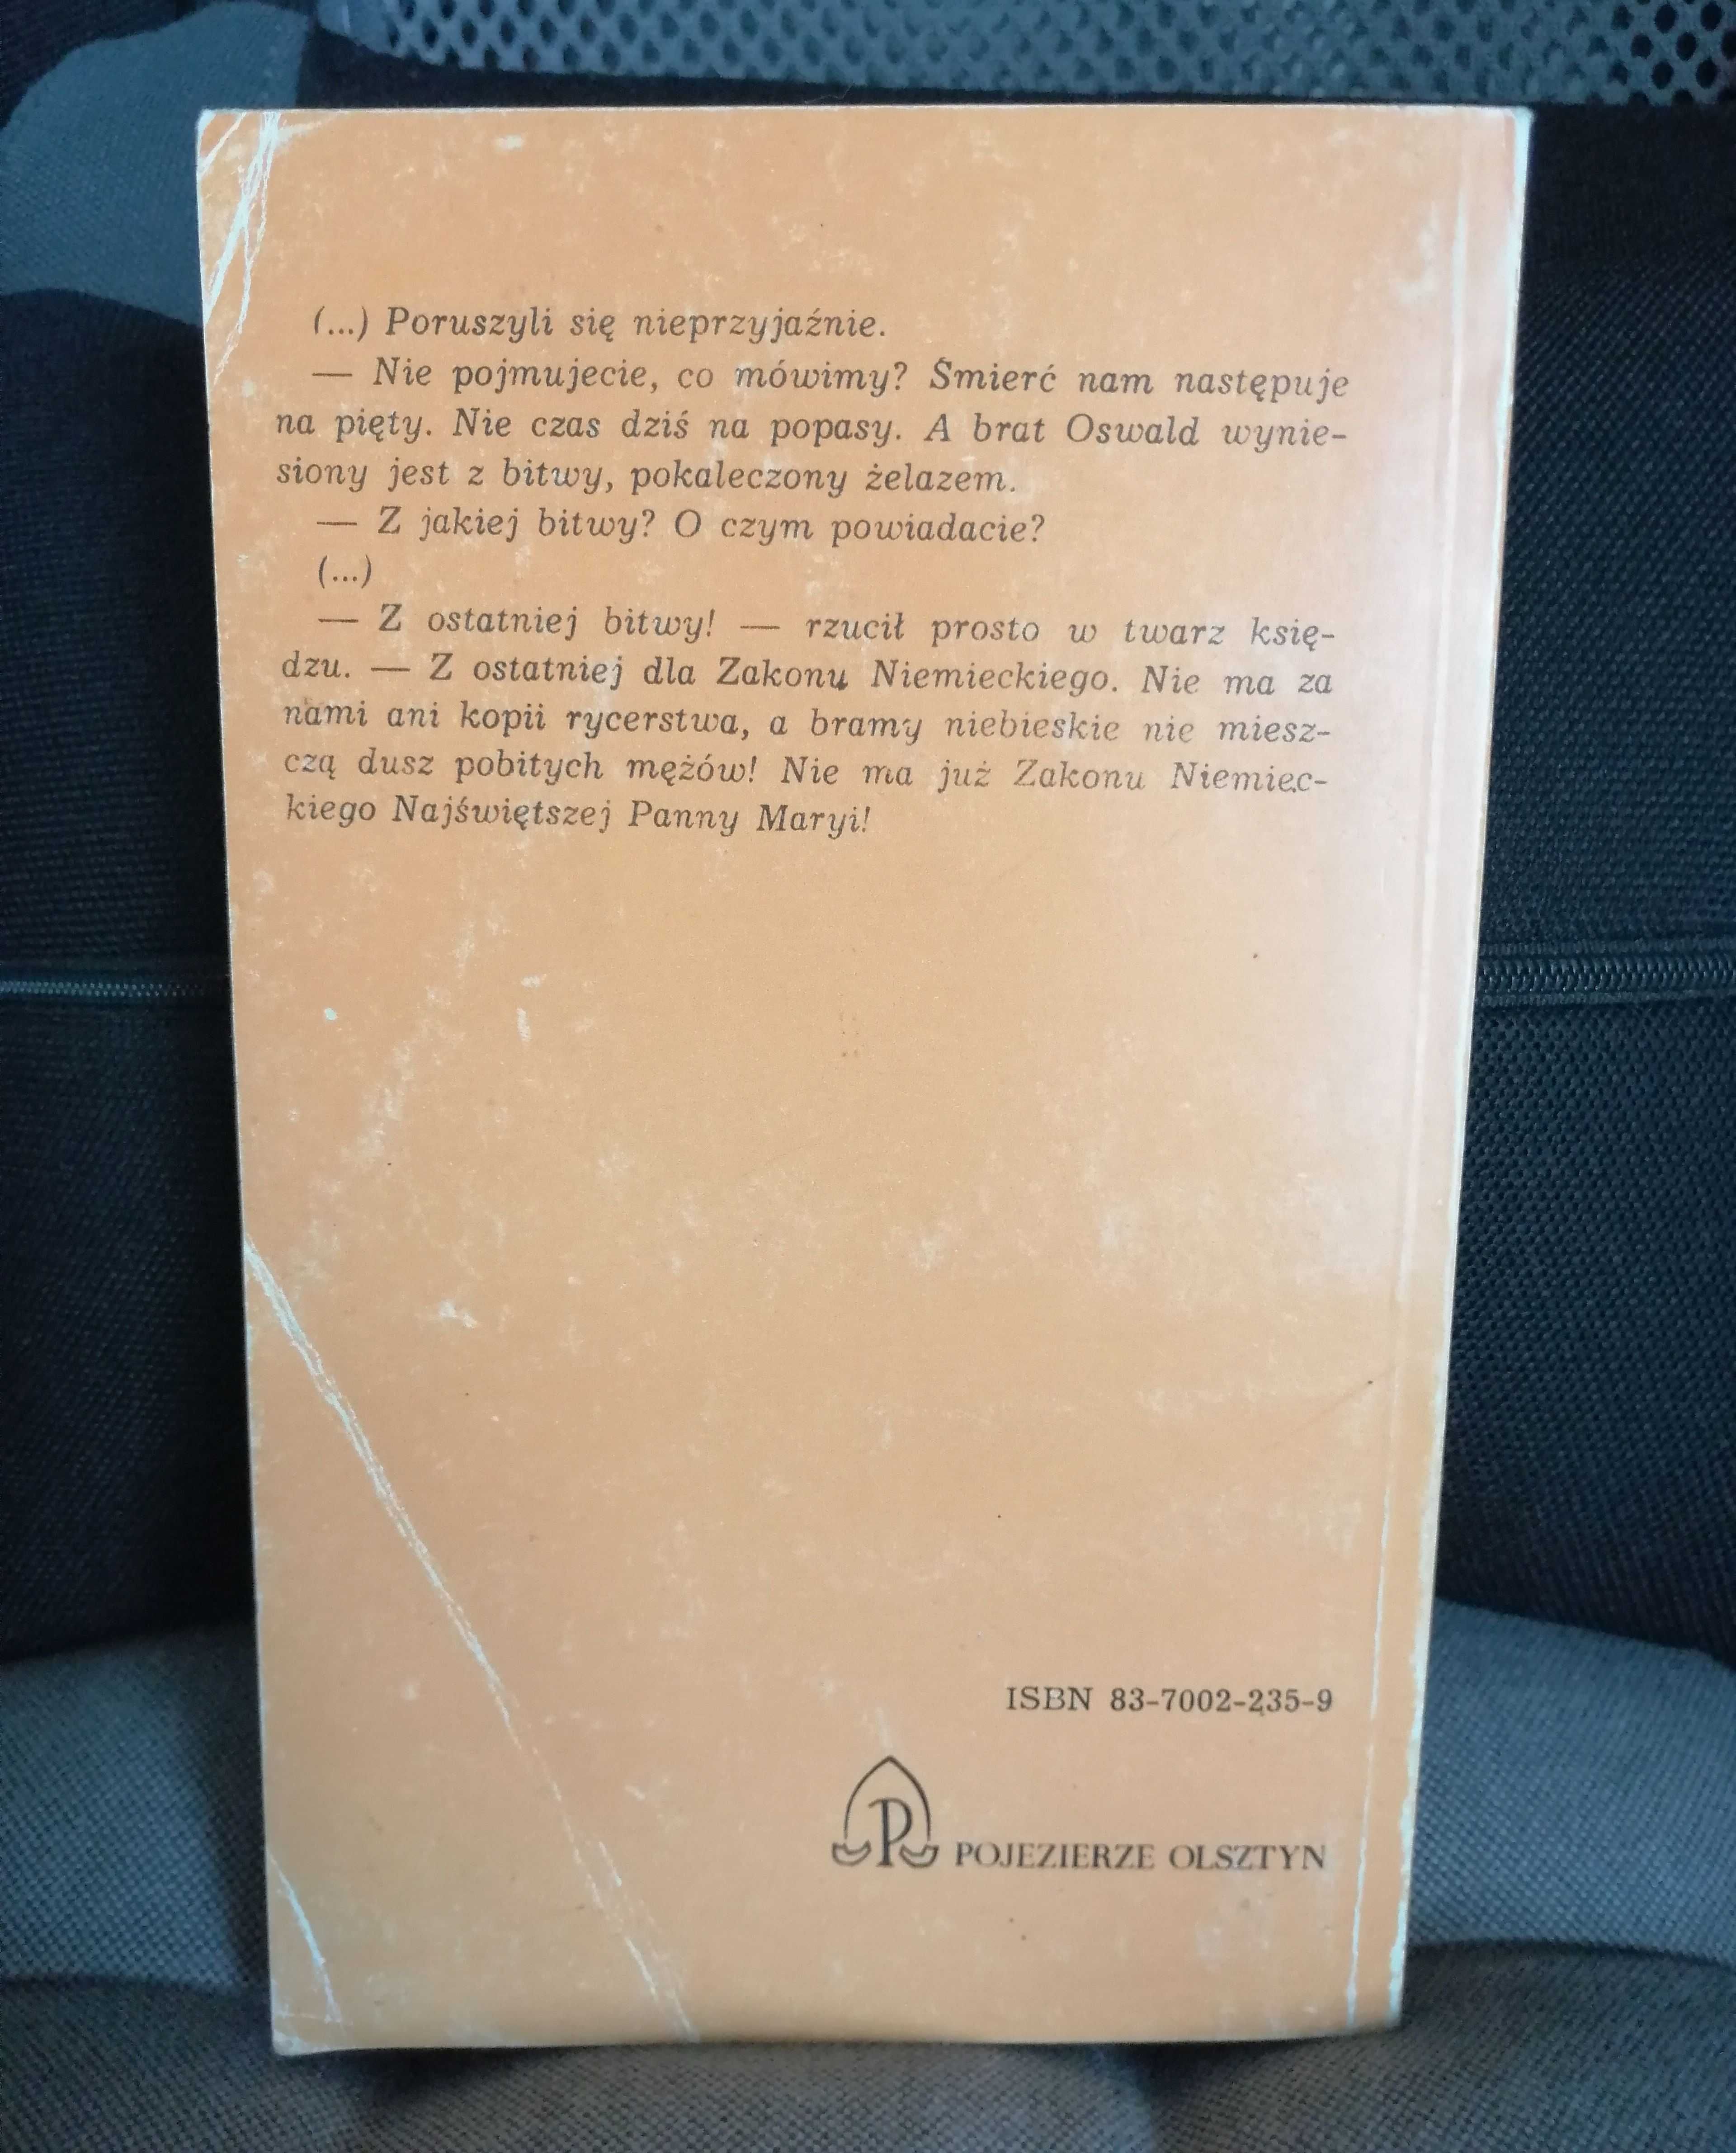 (...) Poruszyli się nieprzyjaźnie.
— Nie pojmujecie, co mówimy? Śmierć nam następuje
na pięty. Nie czas dziś na popasy. A brat Oswald wynie-
siony jest z bitwy, pokaleczony żelazem.
— Z jakiej bitwy? O czym powiadacie?
(...)
— Z ostatniej bitwy! — rzucił prosto w twarz księ-
dzu. — Z ostatniej dla Zakonu Niemieckiego. Nie ma za
nami ani kopii rycerstwa, a bramy niebieskie nie miesz-
czą dusz pobitych mężów! Nie ma już Zakonu Niemiec-
kiego Najświętszej Panny Maryi!
ISBN 83-7002-235-9
P POJEZIERZE OLSZTYN